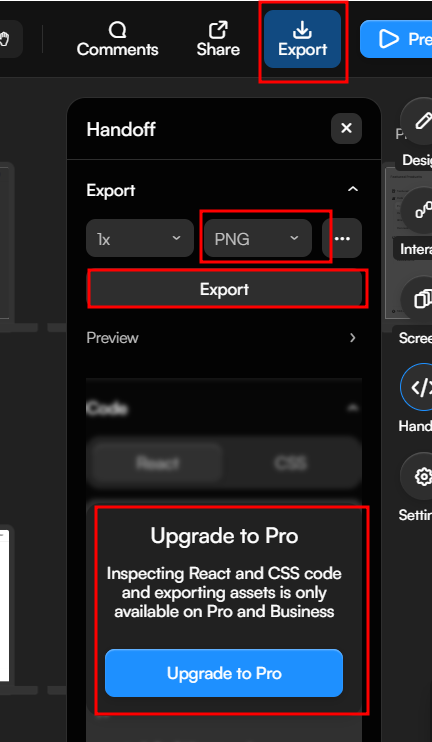 Comments
Share
Export
Pre
Handoff
Export
1x
PNG
Export
Preview
Code
React
CSS
Upgrade to Pro
Inspecting React and CSS code
and exporting assets is only
available on Pro and Business
Upgrade to Pro
Desig
Intera
Scree
Hand
Settin